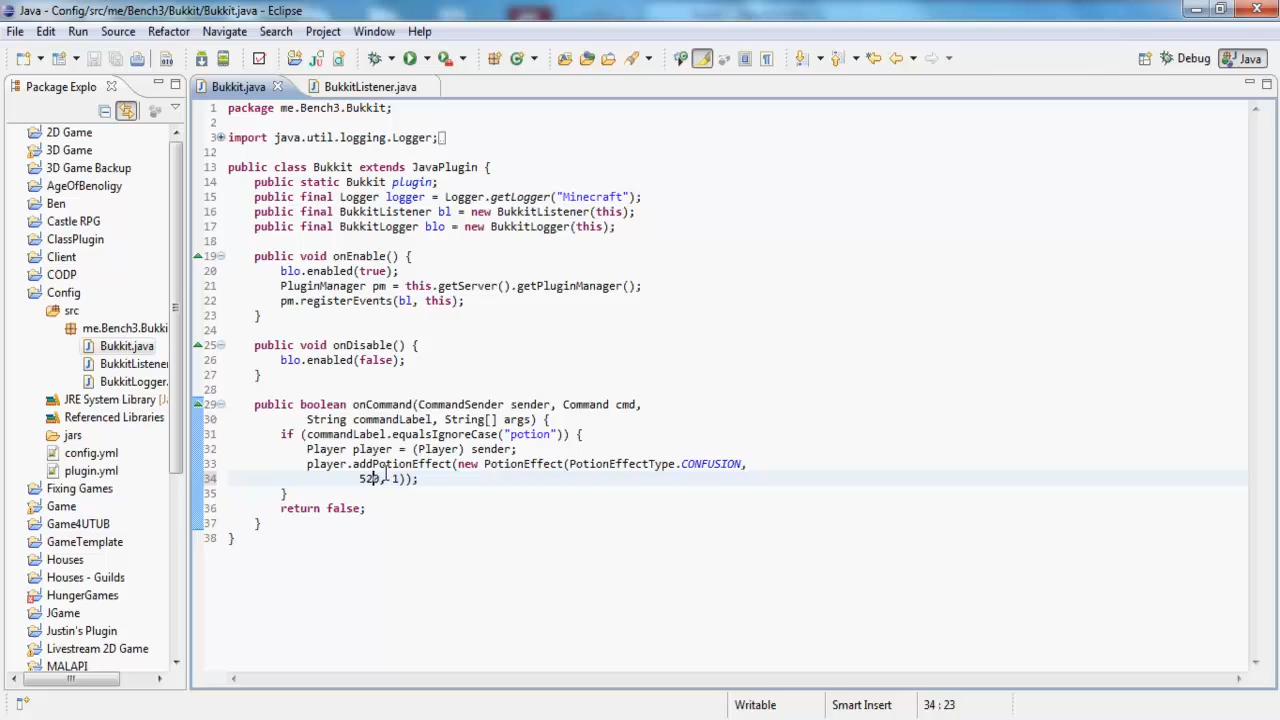 Java - Config/src/me/Bench3/Bukkit/Bukkit.java - Eclipse
File Edit Run Source Refactor Navigate Search Project Window Help
Debug Java
Package Explo
Bukkit.java BukkitListener.java
2D Game
3D Game
3D Game Backup
AgeOfBenoligy
Ben
Castle RPG
ClassPlugin
Client
CODP
Config
src
me.Bench3.Bukki
Bukkit.java
BukkitListene
BukkitLogger.
JRE System Library [J
Referenced Libraries
jars
config.yml
plugin.yml
Fixing Games
Game
Game4UTUB
GameTemplate
Houses
Houses - Guilds
HungerGames
JGame
Justin's Plugin
Livestream 2D Game
MALAPI
1 package me.Bench3.Bukkit;
2
3 import java.util.logging.Logger;
12
13 public class Bukkit extends JavaPlugin {
14 public static Bukkit plugin;
15 public final Logger logger = Logger.getLogger("Minecraft");
16 public final BukkitListener bl = new BukkitListener(this);
17 public final BukkitLogger blo = new BukkitLogger(this);
18
19 public void onEnable() {
20 blo.enabled(true);
21 PluginManager pm = this.getServer().getPluginManager();
22 pm.registerEvents(bl, this);
23 }
24
25 public void onDisable() {
26 blo.enabled(false);
27 }
28
29 public boolean onCommand(CommandSender sender, Command cmd,
30 String commandLabel, String[] args) {
31 if (commandLabel.equalsIgnoreCase("potion")) {
32 Player player = (Player) sender;
33 player.addPotionEffect(new PotionEffect(PotionEffectType.CONFUSION,
34 520, 1));
35 }
36 return false;
37 }
38 }
Writable Smart Insert 34 : 23